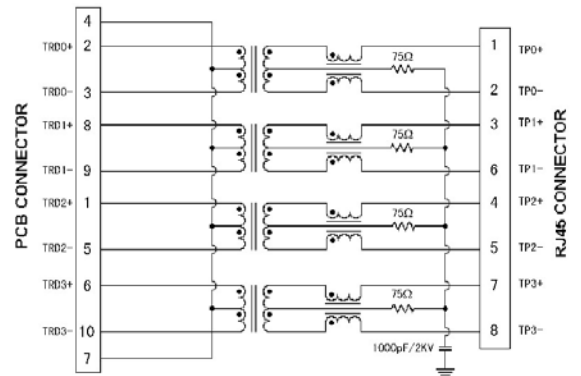 4
TRD0+ 2 75Ω 1 TP0+
TRD0- 3 2 TP0-
TRD1+ 8 75Ω 3 TP1+
TRD1- 9 6 TP1-
TRD2+ 1 75Ω 4 TP2+
TRD2- 5 5 TP2-
TRD3+ 6 75Ω 7 TP3+
TRD3- 10 8 TP3-
1000pF/2KV
7
PCB CONNECTOR
RJ45 CONNECTOR